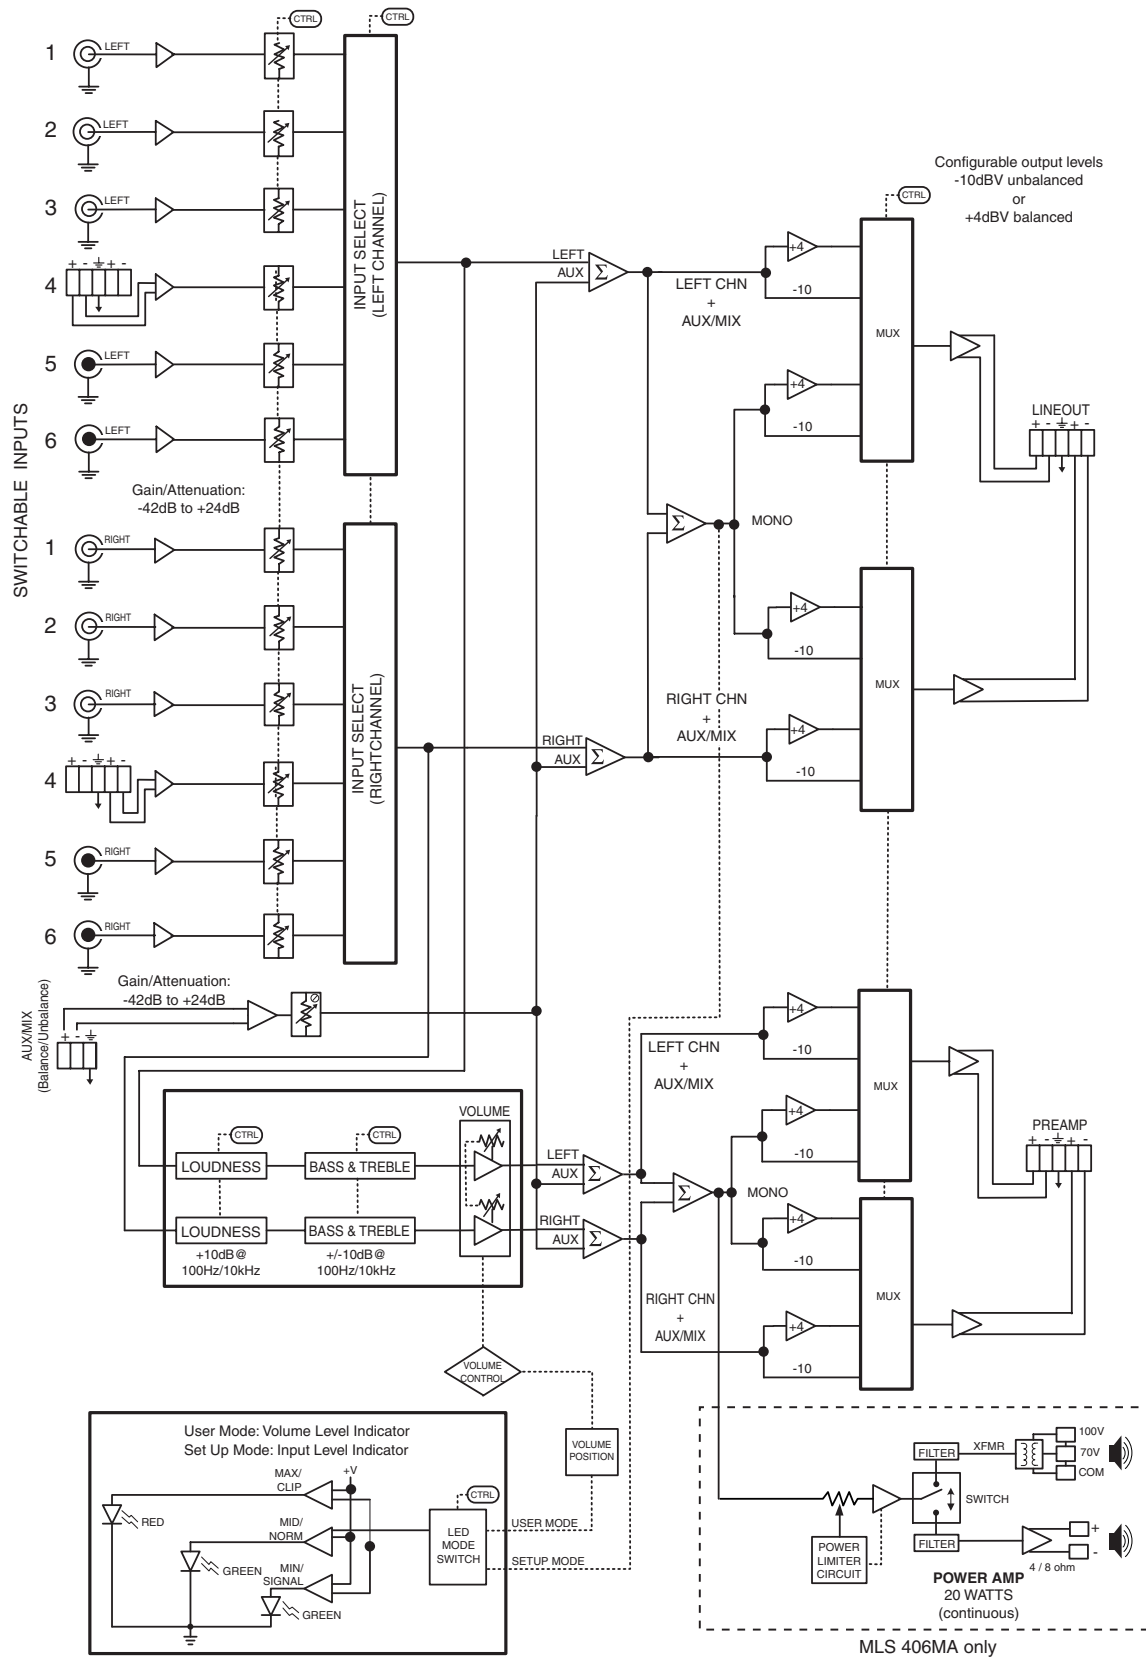 SWITCHABLE INPUTS
CTRL
CTRL
1 LEFT
2 LEFT
3 LEFT
+ - + -
4
5 LEFT
6 LEFT
Gain/Attenuation:
-42dB to +24dB
INPUT SELECT
(LEFT CHANNEL)
1 RIGHT
2 RIGHT
3 RIGHT
+ - + -
4
5 RIGHT
6 RIGHT
INPUT SELECT
(RIGHTCHANNEL)
Gain/Attenuation:
-42dB to +24dB
AUX/MIX
(Balance/Unbalance)
+ -
LEFT
AUX
Σ
LEFT CHN
+
AUX/MIX
Σ
MONO
RIGHT
AUX
Σ
RIGHT CHN
+
AUX/MIX
Configurable output levels
-10dBV unbalanced
or
+4dBV balanced
CTRL
+4
-10
+4
-10
MUX
+4
-10
+4
-10
MUX
LINEOUT
+ - + -
VOLUME
CTRL
CTRL
LOUDNESS
BASS & TREBLE
LOUDNESS
BASS & TREBLE
+10dB@
100Hz/10kHz
+/-10dB@
100Hz/10kHz
LEFT
AUX
Σ
RIGHT
AUX
Σ
LEFT CHN
+
AUX/MIX
Σ
MONO
RIGHT CHN
+
AUX/MIX
+4
-10
+4
-10
MUX
+4
-10
+4
-10
MUX
PREAMP
+ - + -
VOLUME
CONTROL
VOLUME
POSITION
User Mode: Volume Level Indicator
Set Up Mode: Input Level Indicator
MAX/
CLIP
+V
RED
MID/
NORM
GREEN
MIN/
SIGNAL
GREEN
CTRL
LED
MODE
SWITCH
USER MODE
SETUP MODE
POWER
LIMITER
CIRCUIT
FILTER
XFMR
100V
70V
COM
SWITCH
FILTER
+
-
4 / 8 ohm
POWER AMP
20 WATTS
(continuous)
MLS 406MA only